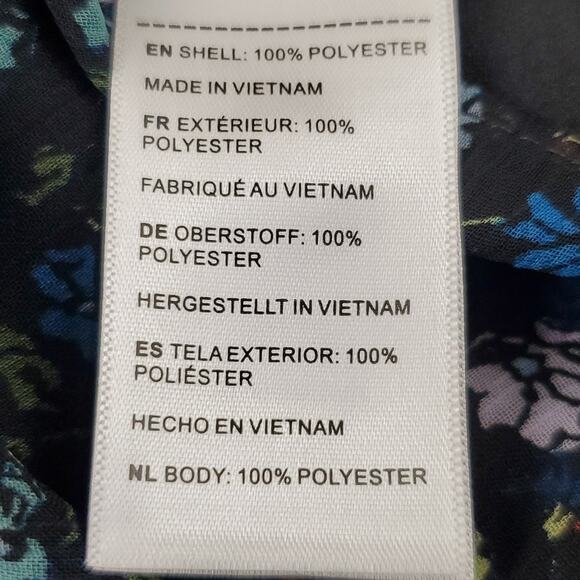 EN SHELL: 100% POLYESTER
MADE IN VIETNAM
FR EXTÉRIEUR: 100%
POLYESTER
FABRIQUÉ AU VIETNAM
DE OBERSTOFF: 100%
POLYESTER
HERGESTELLT IN VIETNAM
ES TELA EXTERIOR: 100%
POLIÉSTER
HECHO EN VIETNAM
NL BODY: 100% POLYESTER